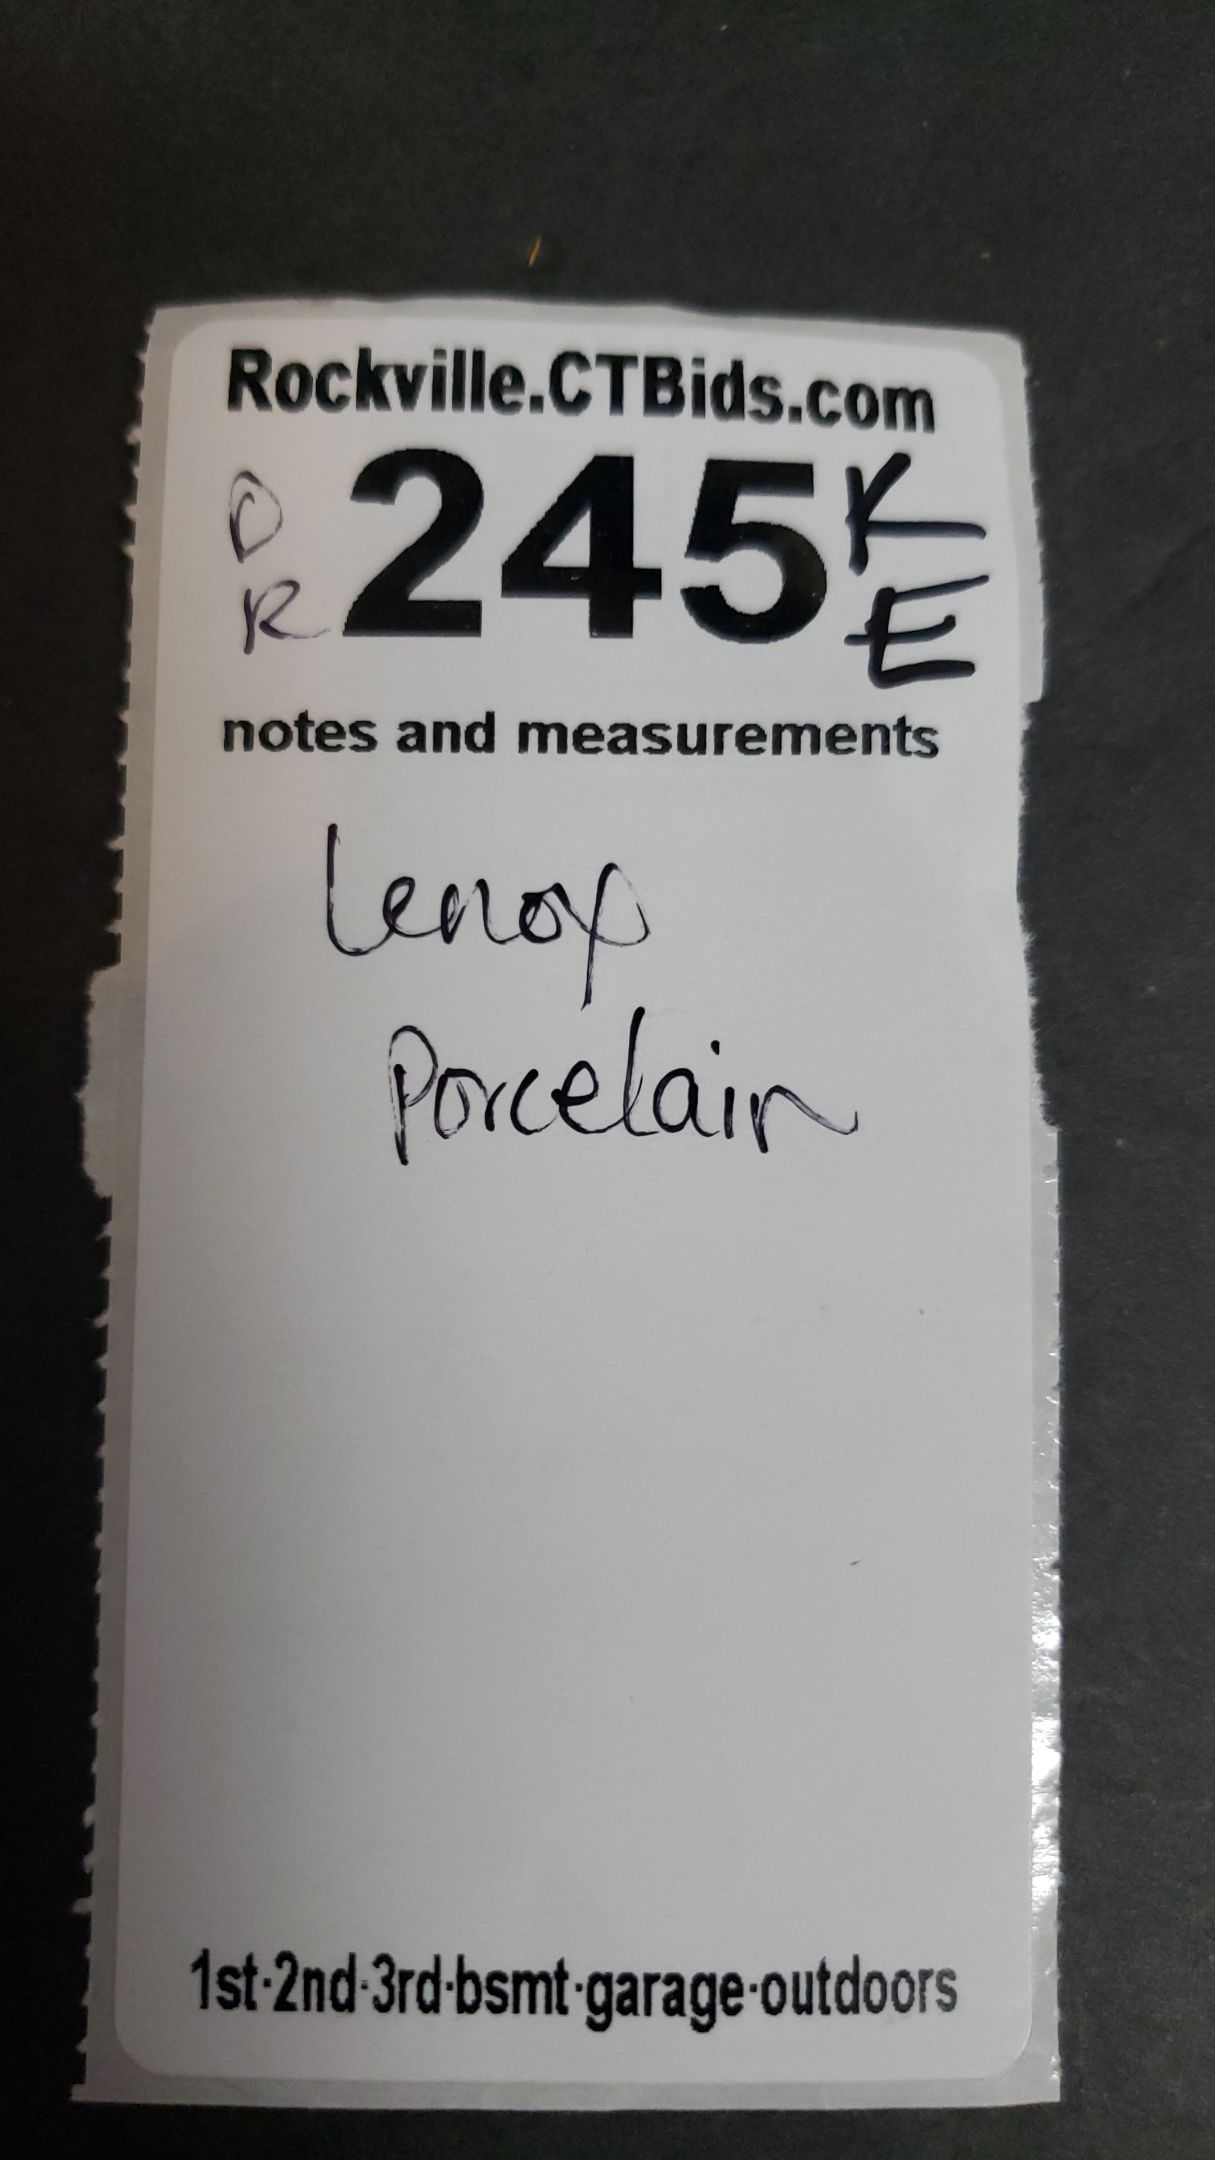 Rockville.CTBids.com
D
R
245
K
E
notes and measurements
Lenox
Porcelain
1st·2nd·3rd·bsmt·garage·outdoors